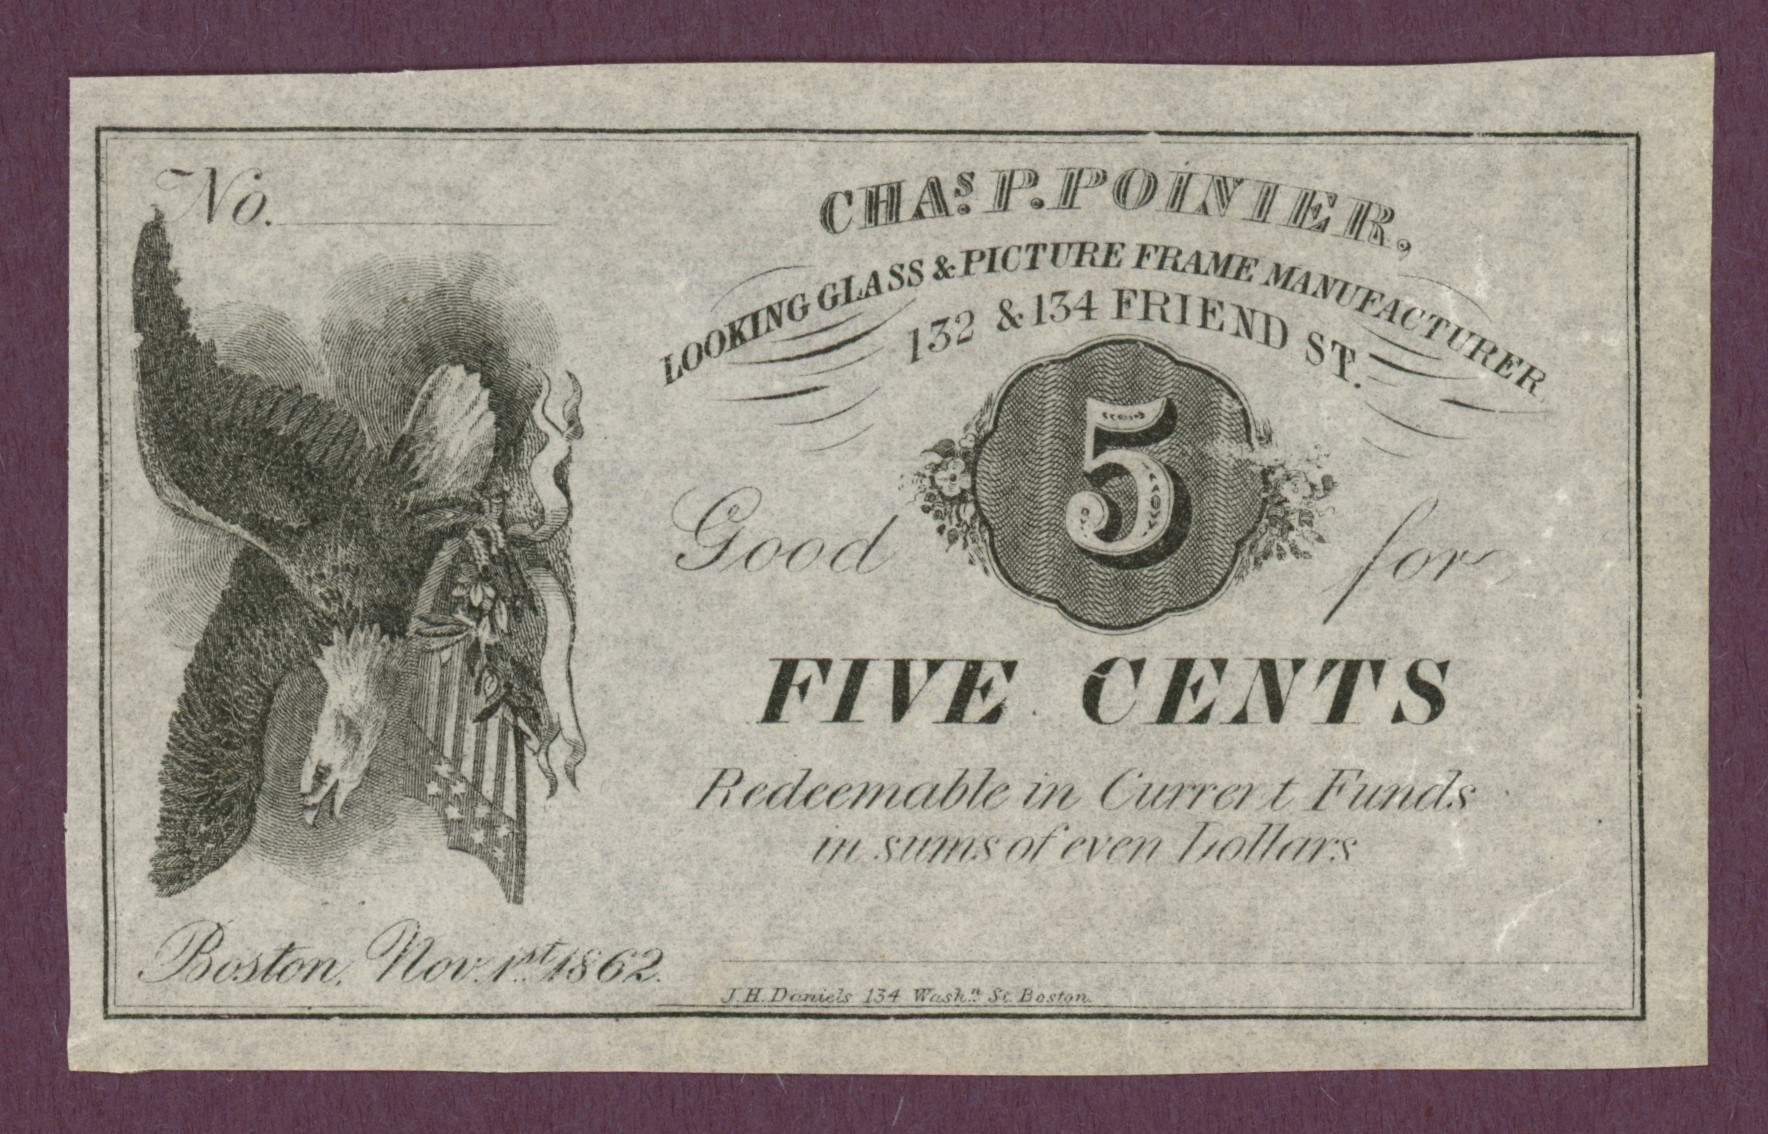 No.
CHAS. P. POINIER,
LOOKING GLASS & PICTURE FRAME MANUFACTURER
132 & 134 FRIEND ST.
Good 5 for
FIVE CENTS
Redeemable in Current Funds
in sums of even Dollars
Boston, Nov. 1st 1862.
J.H. Daniels 134 Washn. St. Boston.